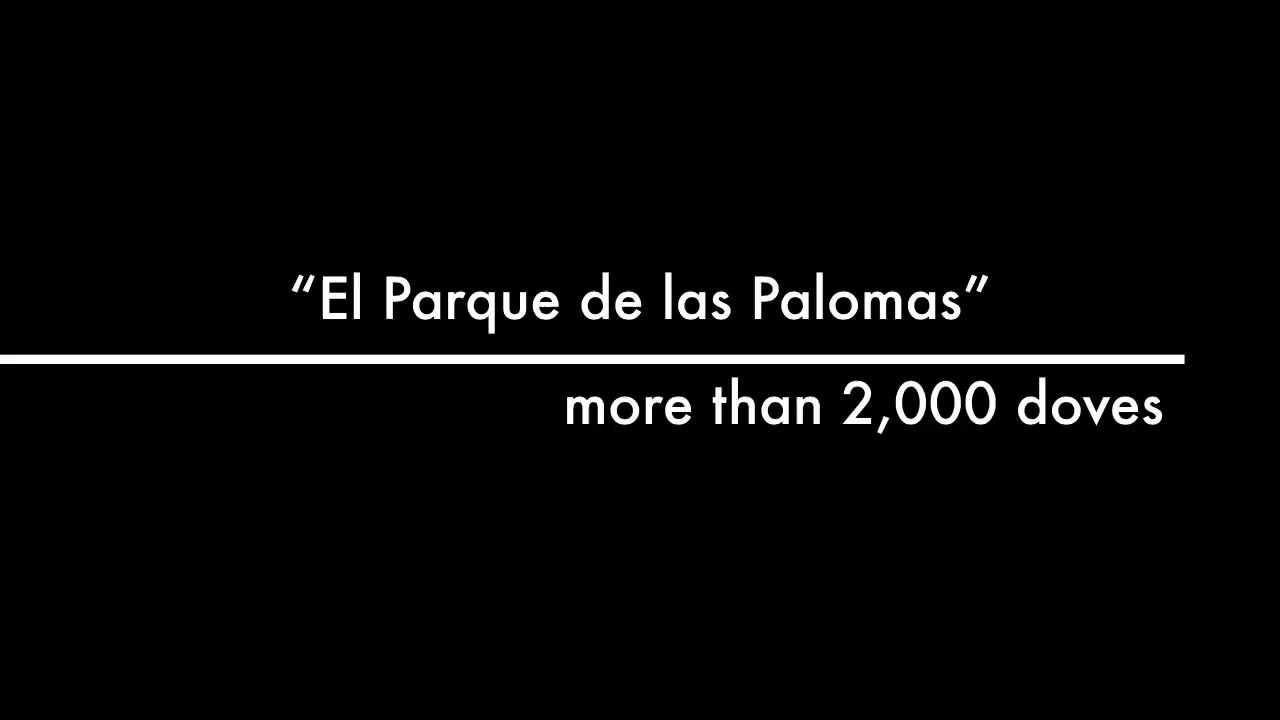 “El Parque de las Palomas”
more than 2,000 doves